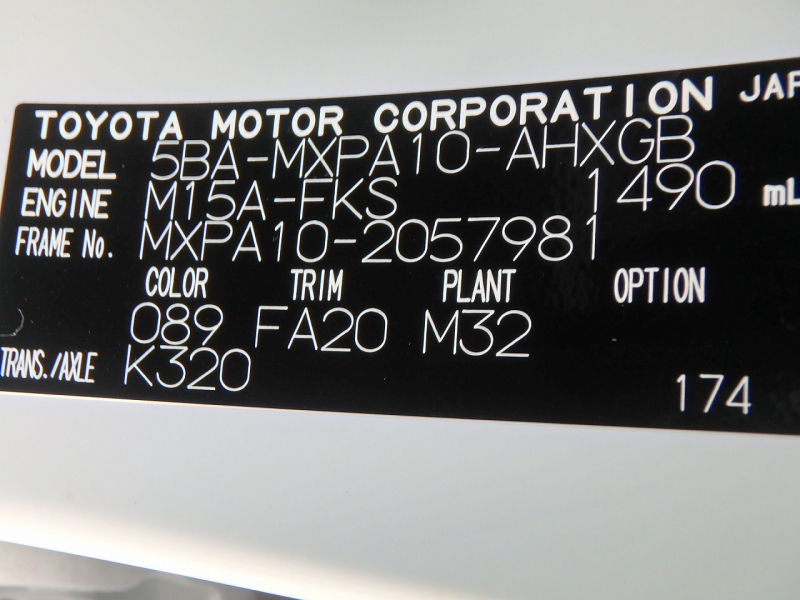 TOYOTA MOTOR CORPORATION JAP
MODEL 5BA-MXPA10-AHXGB
ENGINE M15A-FKS 1490 mL
FRAME No. MXPA10-2057981
COLOR TRIM PLANT OPTION
089 FA20 M32
TRANS./AXLE K320
174